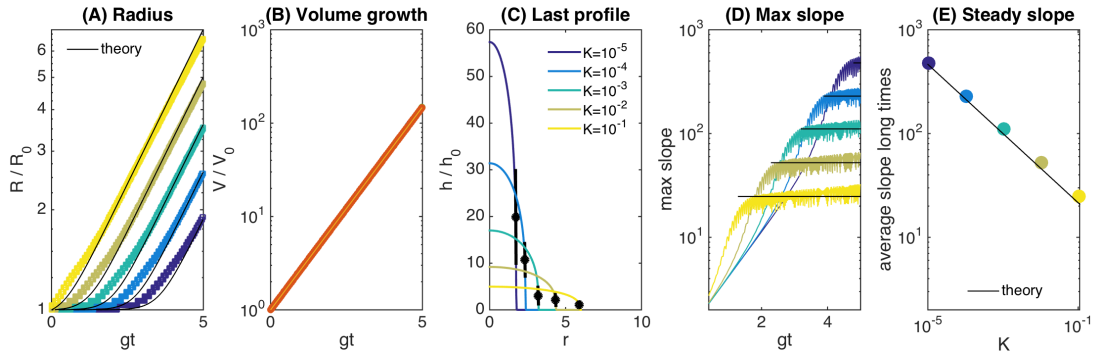 (A) Radius
R / R0
6
5
4
3
2
1
0
5
gt
theory
(B) Volume growth
V / V0
10^3
10^2
10^1
10^0
0
5
gt
(C) Last profile
h / h0
60
50
40
30
20
10
0
0
5
10
r
K=10^-5
K=10^-4
K=10^-3
K=10^-2
K=10^-1
(D) Max slope
max slope
10^3
10^2
10^1
2
4
gt
(E) Steady slope
average slope long times
10^3
10^2
10^1
10^-5
10^-1
K
theory